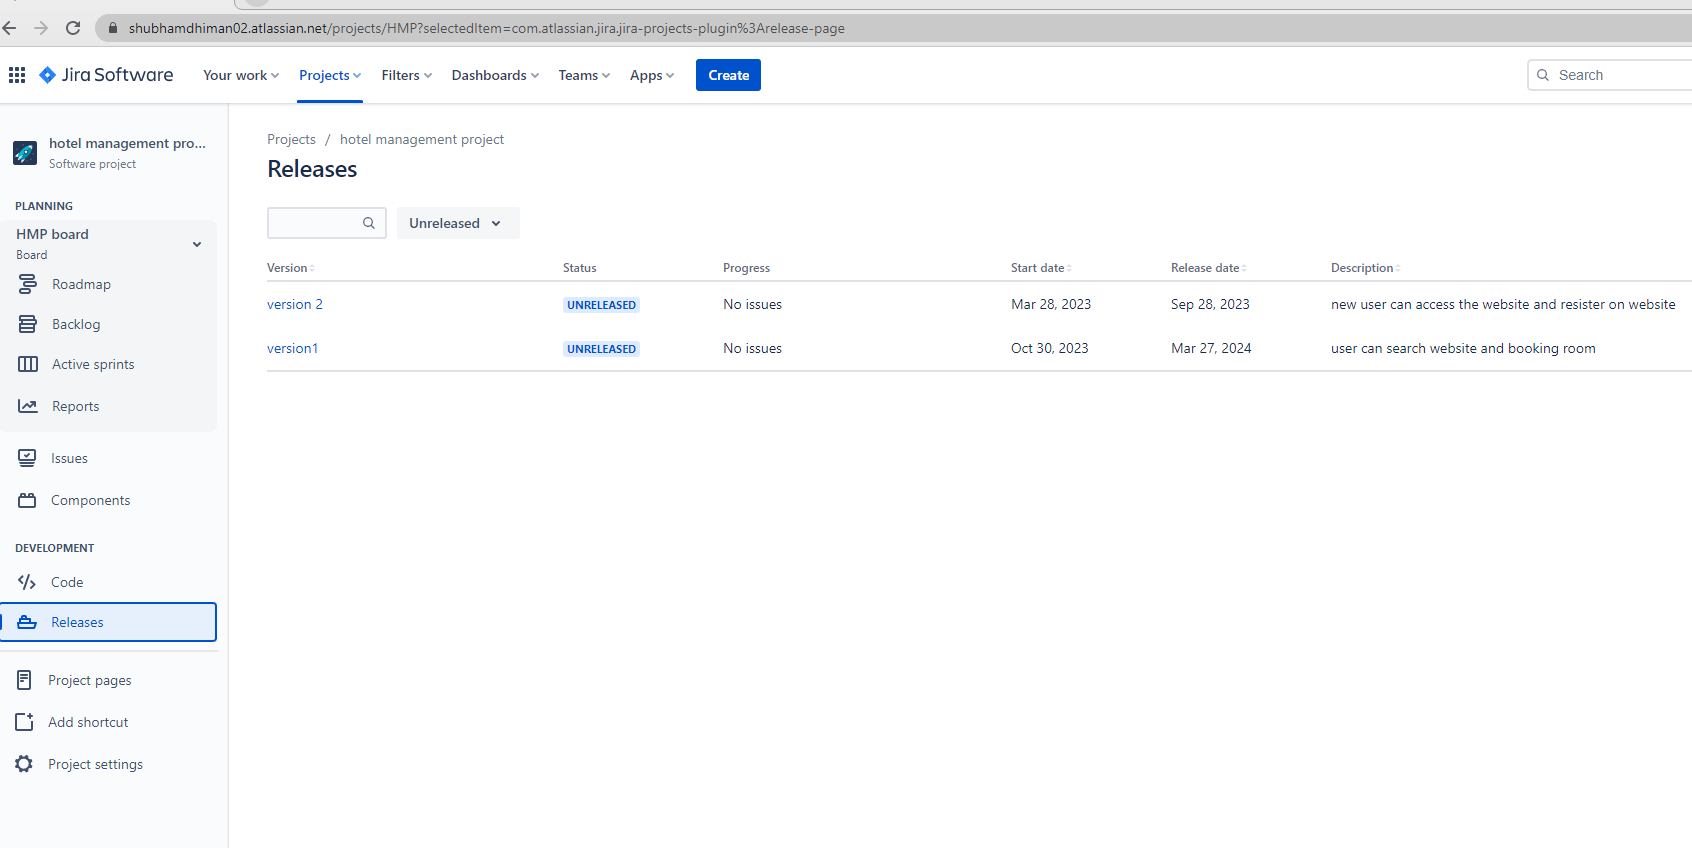 shubhamdhiman02.atlassian.net/projects/HMP?selectedItem=com.atlassian.jira.jira-projects-plugin%3Arelease-page
Jira Software Your work Projects Filters Dashboards Teams Apps Create Search
hotel management pro...
Software project
PLANNING
HMP board
Board
Roadmap
Backlog
Active sprints
Reports
Issues
Components
DEVELOPMENT
Code
Releases
Project pages
Add shortcut
Project settings
Projects / hotel management project
Releases
Unreleased
Version Status Progress Start date Release date Description
version 2 UNRELEASED No issues Mar 28, 2023 Sep 28, 2023 new user can access the website and resister on website
version1 UNRELEASED No issues Oct 30, 2023 Mar 27, 2024 user can search website and booking room